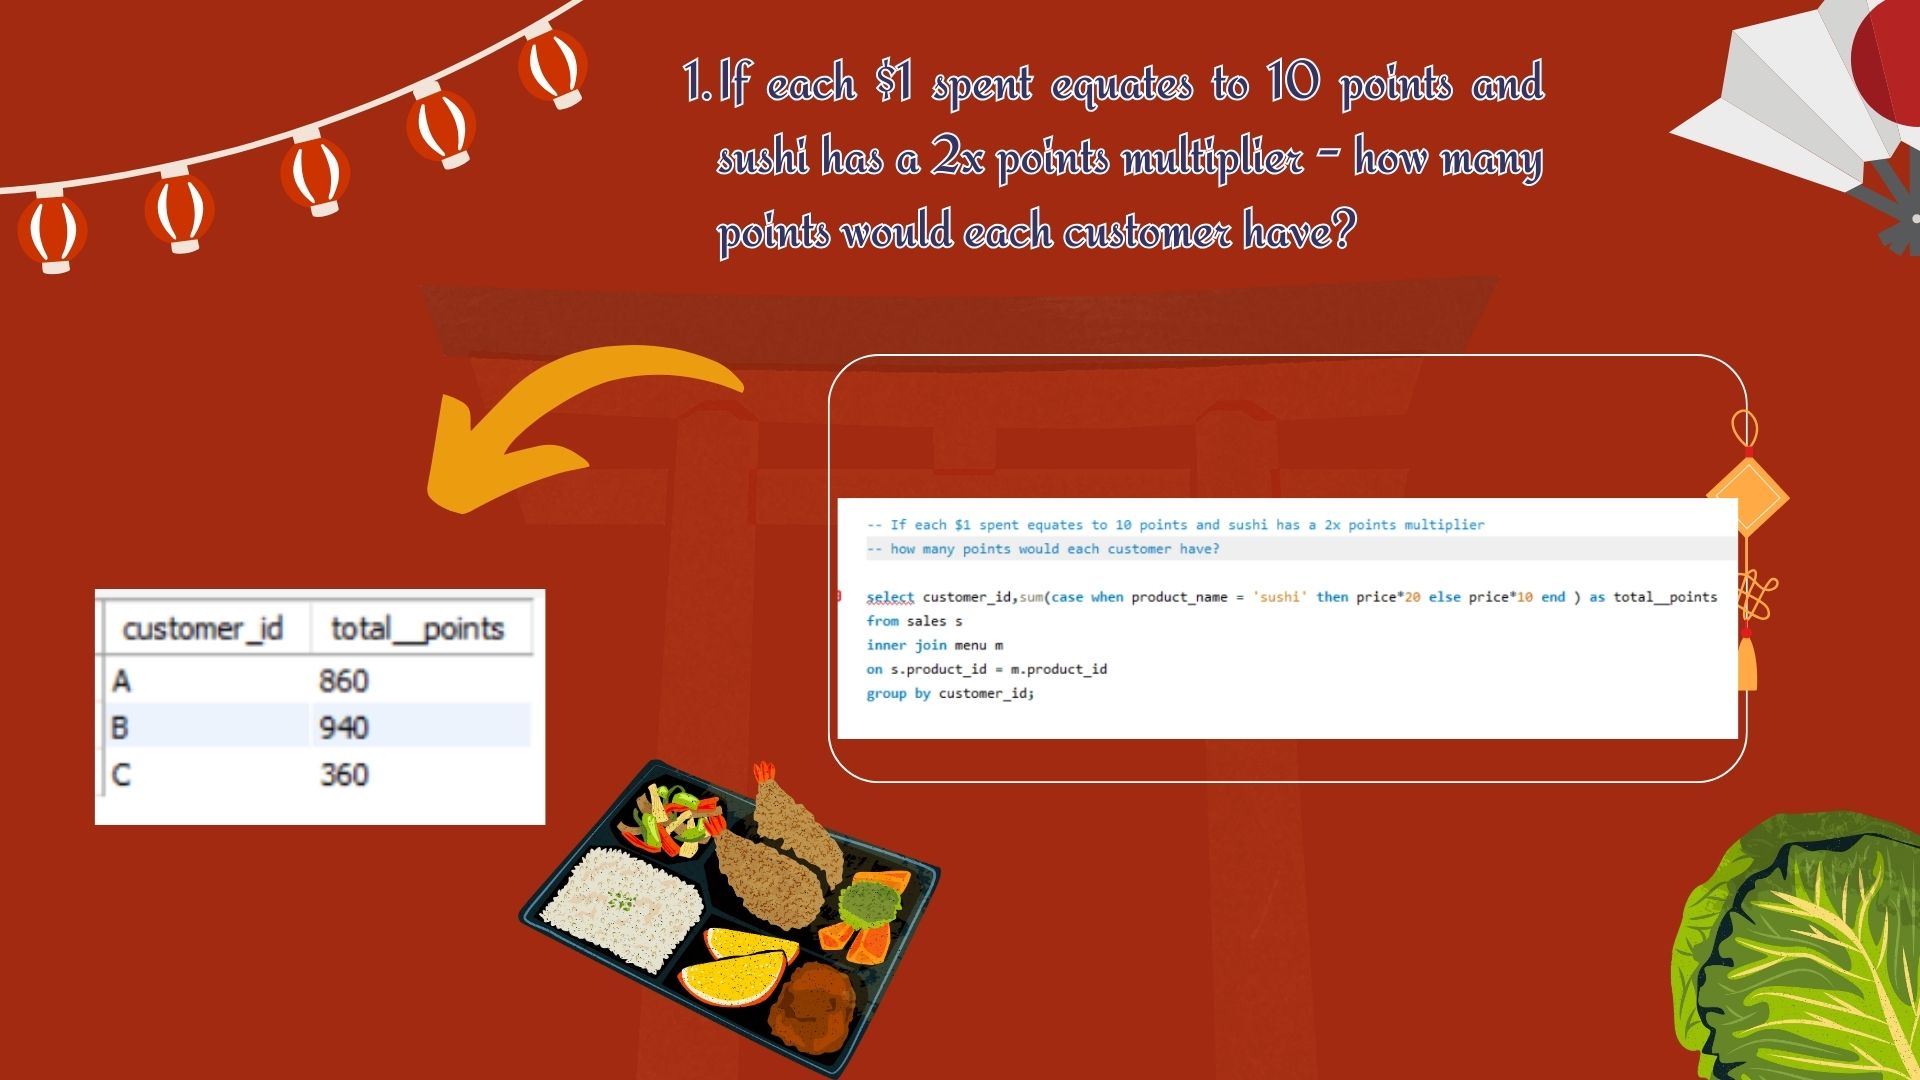 1. If each $1 spent equates to 10 points and
sushi has a 2x points multiplier - how many
points would each customer have?
-- If each $1 spent equates to 10 points and sushi has a 2x points multiplier
-- how many points would each customer have?
select customer_id,sum(case when product_name = 'sushi' then price*20 else price*10 end ) as total__points
from sales s
inner join menu m
on s.product_id = m.product_id
group by customer_id;
customer_id total__points
A 860
B 940
C 360